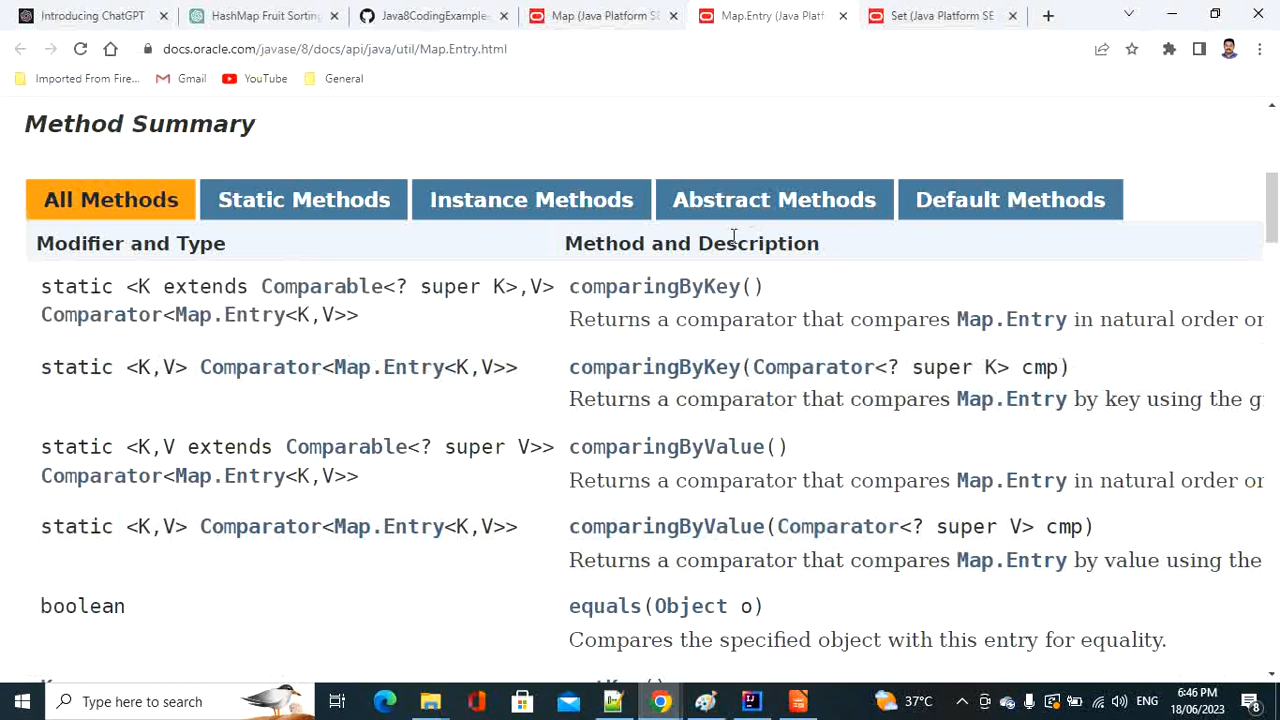 Introducing ChatGPT
HashMap Fruit Sorting
Java8CodingExample
Map (Java Platform SE
Map.Entry (Java Platf
Set (Java Platform SE
docs.oracle.com/javase/8/docs/api/java/util/Map.Entry.html
Imported From Fire...
Gmail
YouTube
General
Method Summary
All Methods
Static Methods
Instance Methods
Abstract Methods
Default Methods
Modifier and Type
Method and Description
static <K extends Comparable<? super K>,V>
Comparator<Map.Entry<K,V>>
comparingByKey()
Returns a comparator that compares Map.Entry in natural order or
static <K,V> Comparator<Map.Entry<K,V>>
comparingByKey(Comparator<? super K> cmp)
Returns a comparator that compares Map.Entry by key using the g
static <K,V extends Comparable<? super V>>
Comparator<Map.Entry<K,V>>
comparingByValue()
Returns a comparator that compares Map.Entry in natural order or
static <K,V> Comparator<Map.Entry<K,V>>
comparingByValue(Comparator<? super V> cmp)
Returns a comparator that compares Map.Entry by value using the
boolean
equals(Object o)
Compares the specified object with this entry for equality.
Type here to search
37°C
ENG
6:46 PM
18/06/2023
8